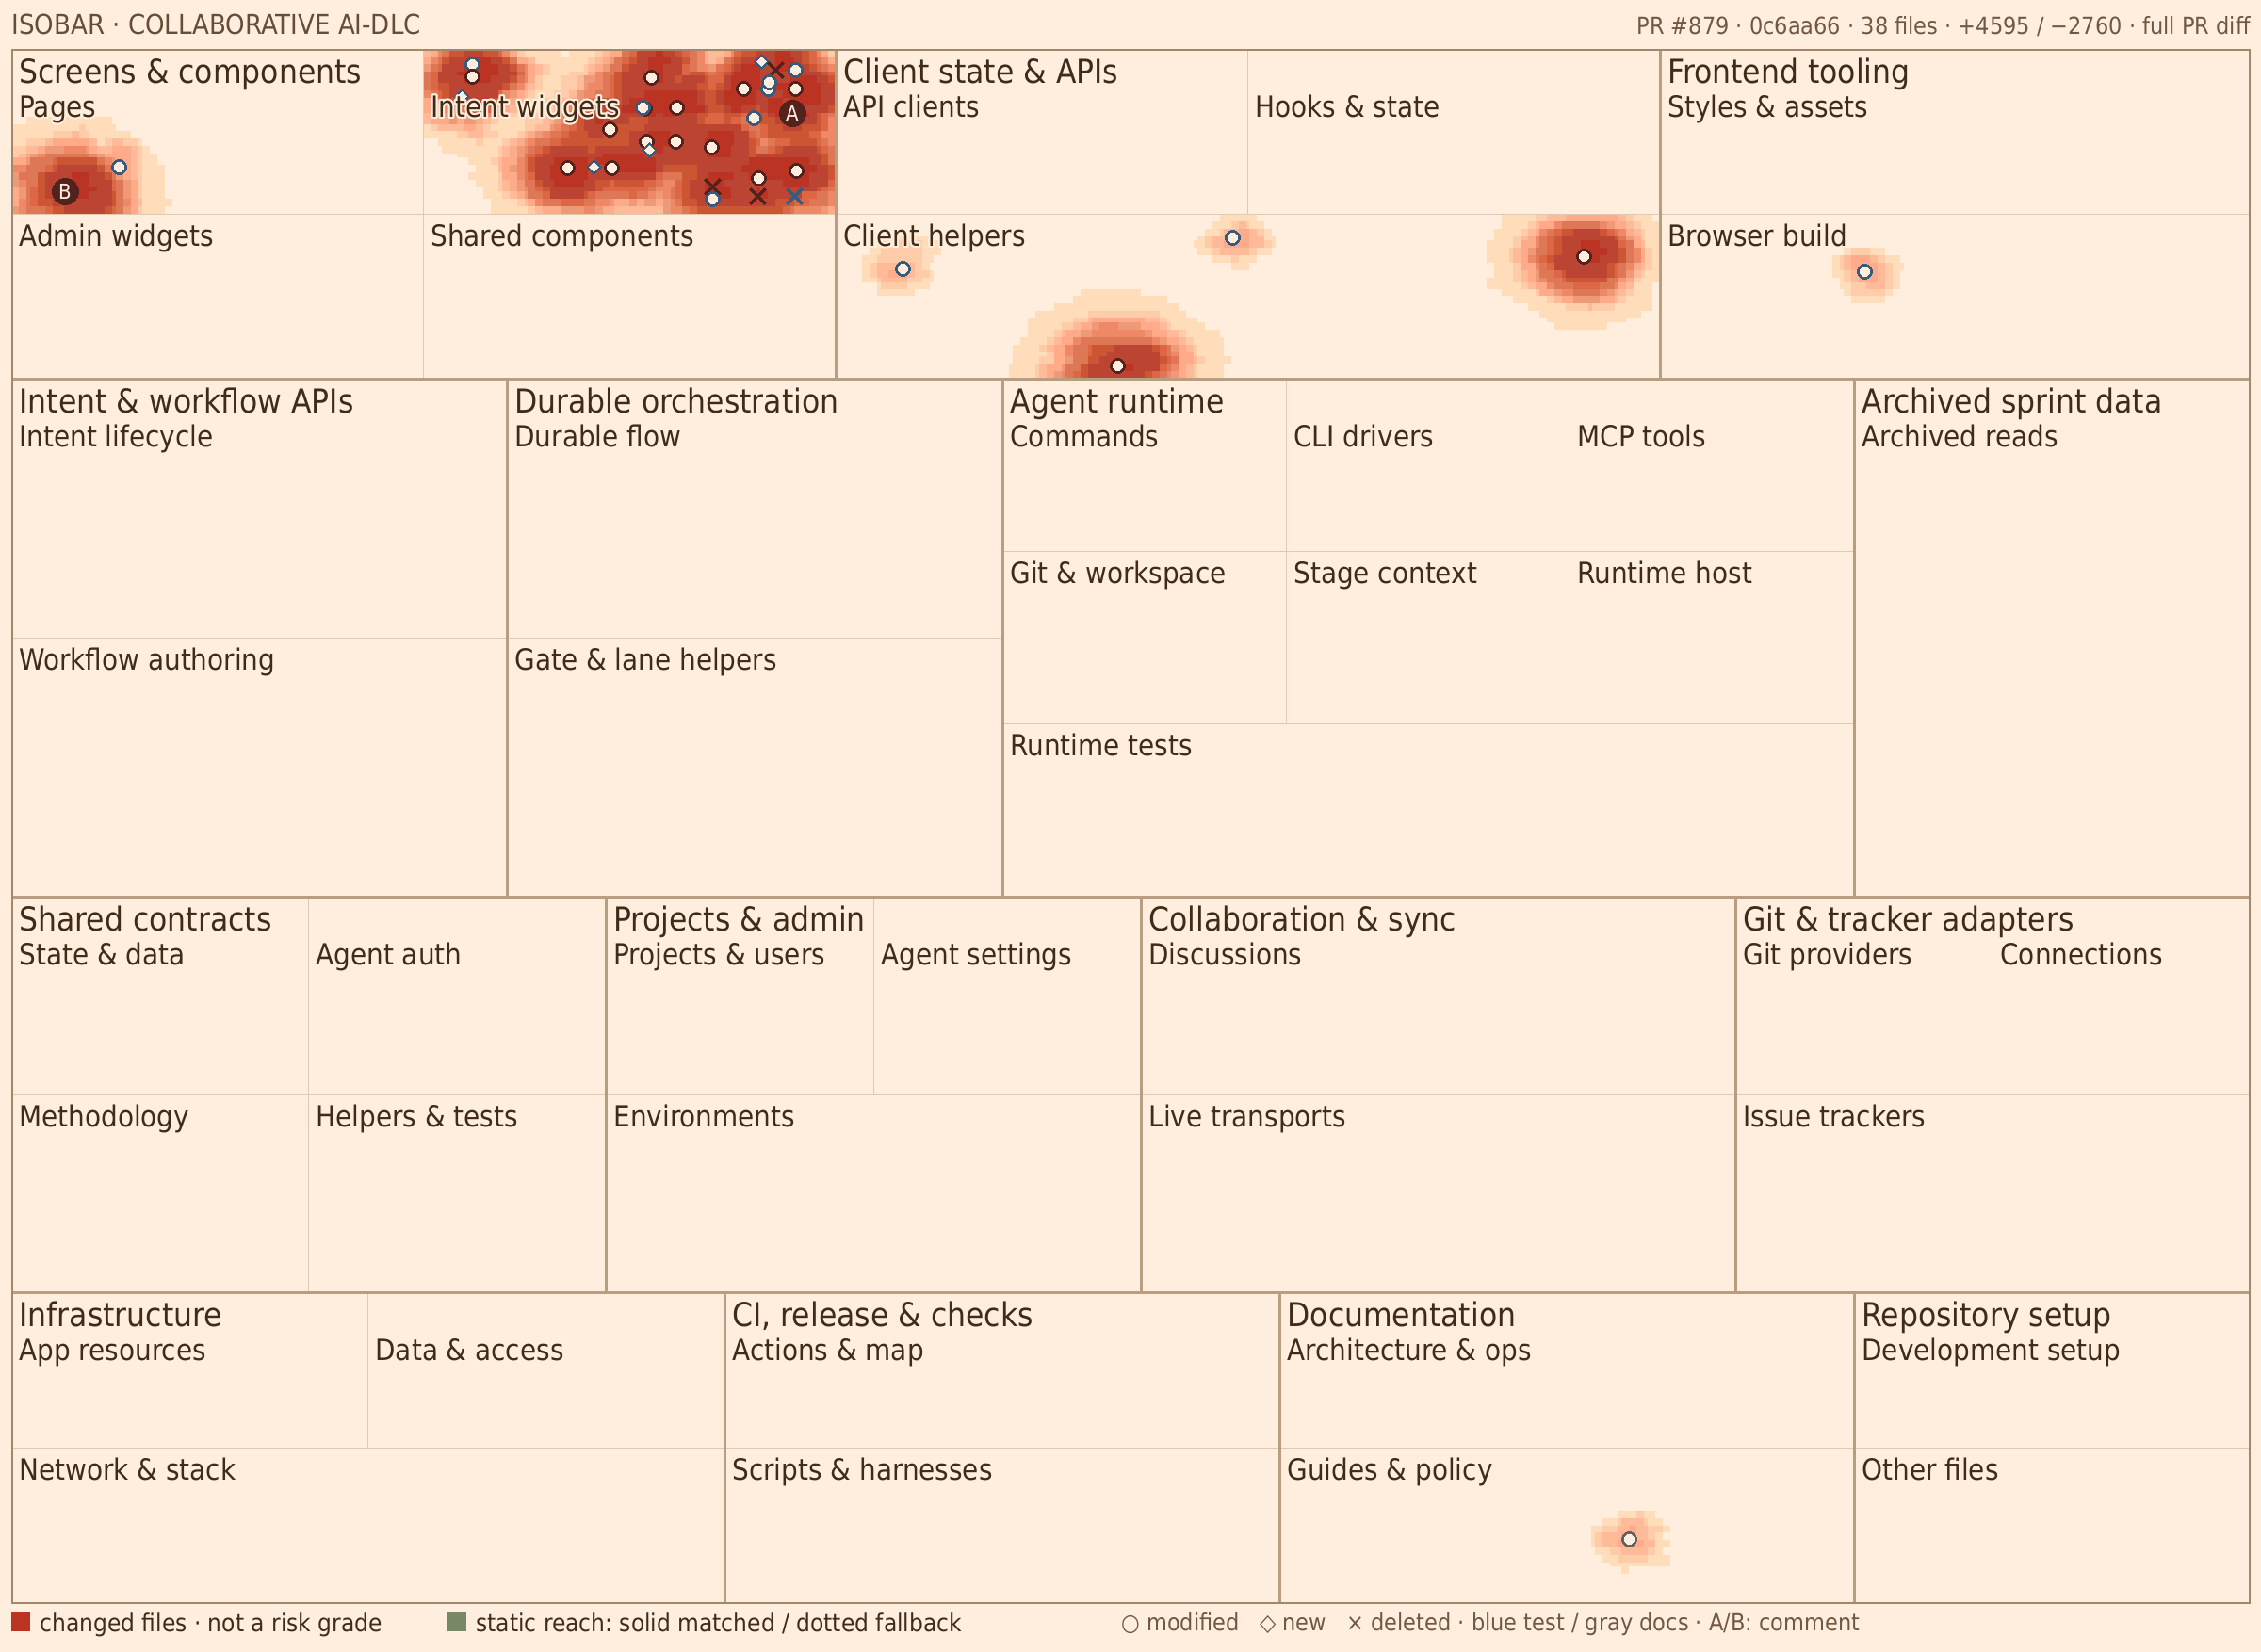 ISOBAR · COLLABORATIVE AI-DLC
PR #879 · 0c6aa66 · 38 files · +4595 / −2760 · full PR diff
Screens & components
Pages
Intent widgets
A
B
Admin widgets
Shared components
Client state & APIs
API clients
Hooks & state
Client helpers
Frontend tooling
Styles & assets
Browser build
Intent & workflow APIs
Intent lifecycle
Workflow authoring
Durable orchestration
Durable flow
Gate & lane helpers
Agent runtime
Commands
CLI drivers
MCP tools
Git & workspace
Stage context
Runtime host
Runtime tests
Archived sprint data
Archived reads
Shared contracts
State & data
Agent auth
Methodology
Helpers & tests
Projects & admin
Projects & users
Agent settings
Environments
Collaboration & sync
Discussions
Live transports
Git & tracker adapters
Git providers
Connections
Issue trackers
Infrastructure
App resources
Data & access
Network & stack
CI, release & checks
Actions & map
Scripts & harnesses
Documentation
Architecture & ops
Guides & policy
Repository setup
Development setup
Other files
changed files · not a risk grade
static reach: solid matched / dotted fallback
○ modified ◇ new × deleted · blue test / gray docs · A/B: comment